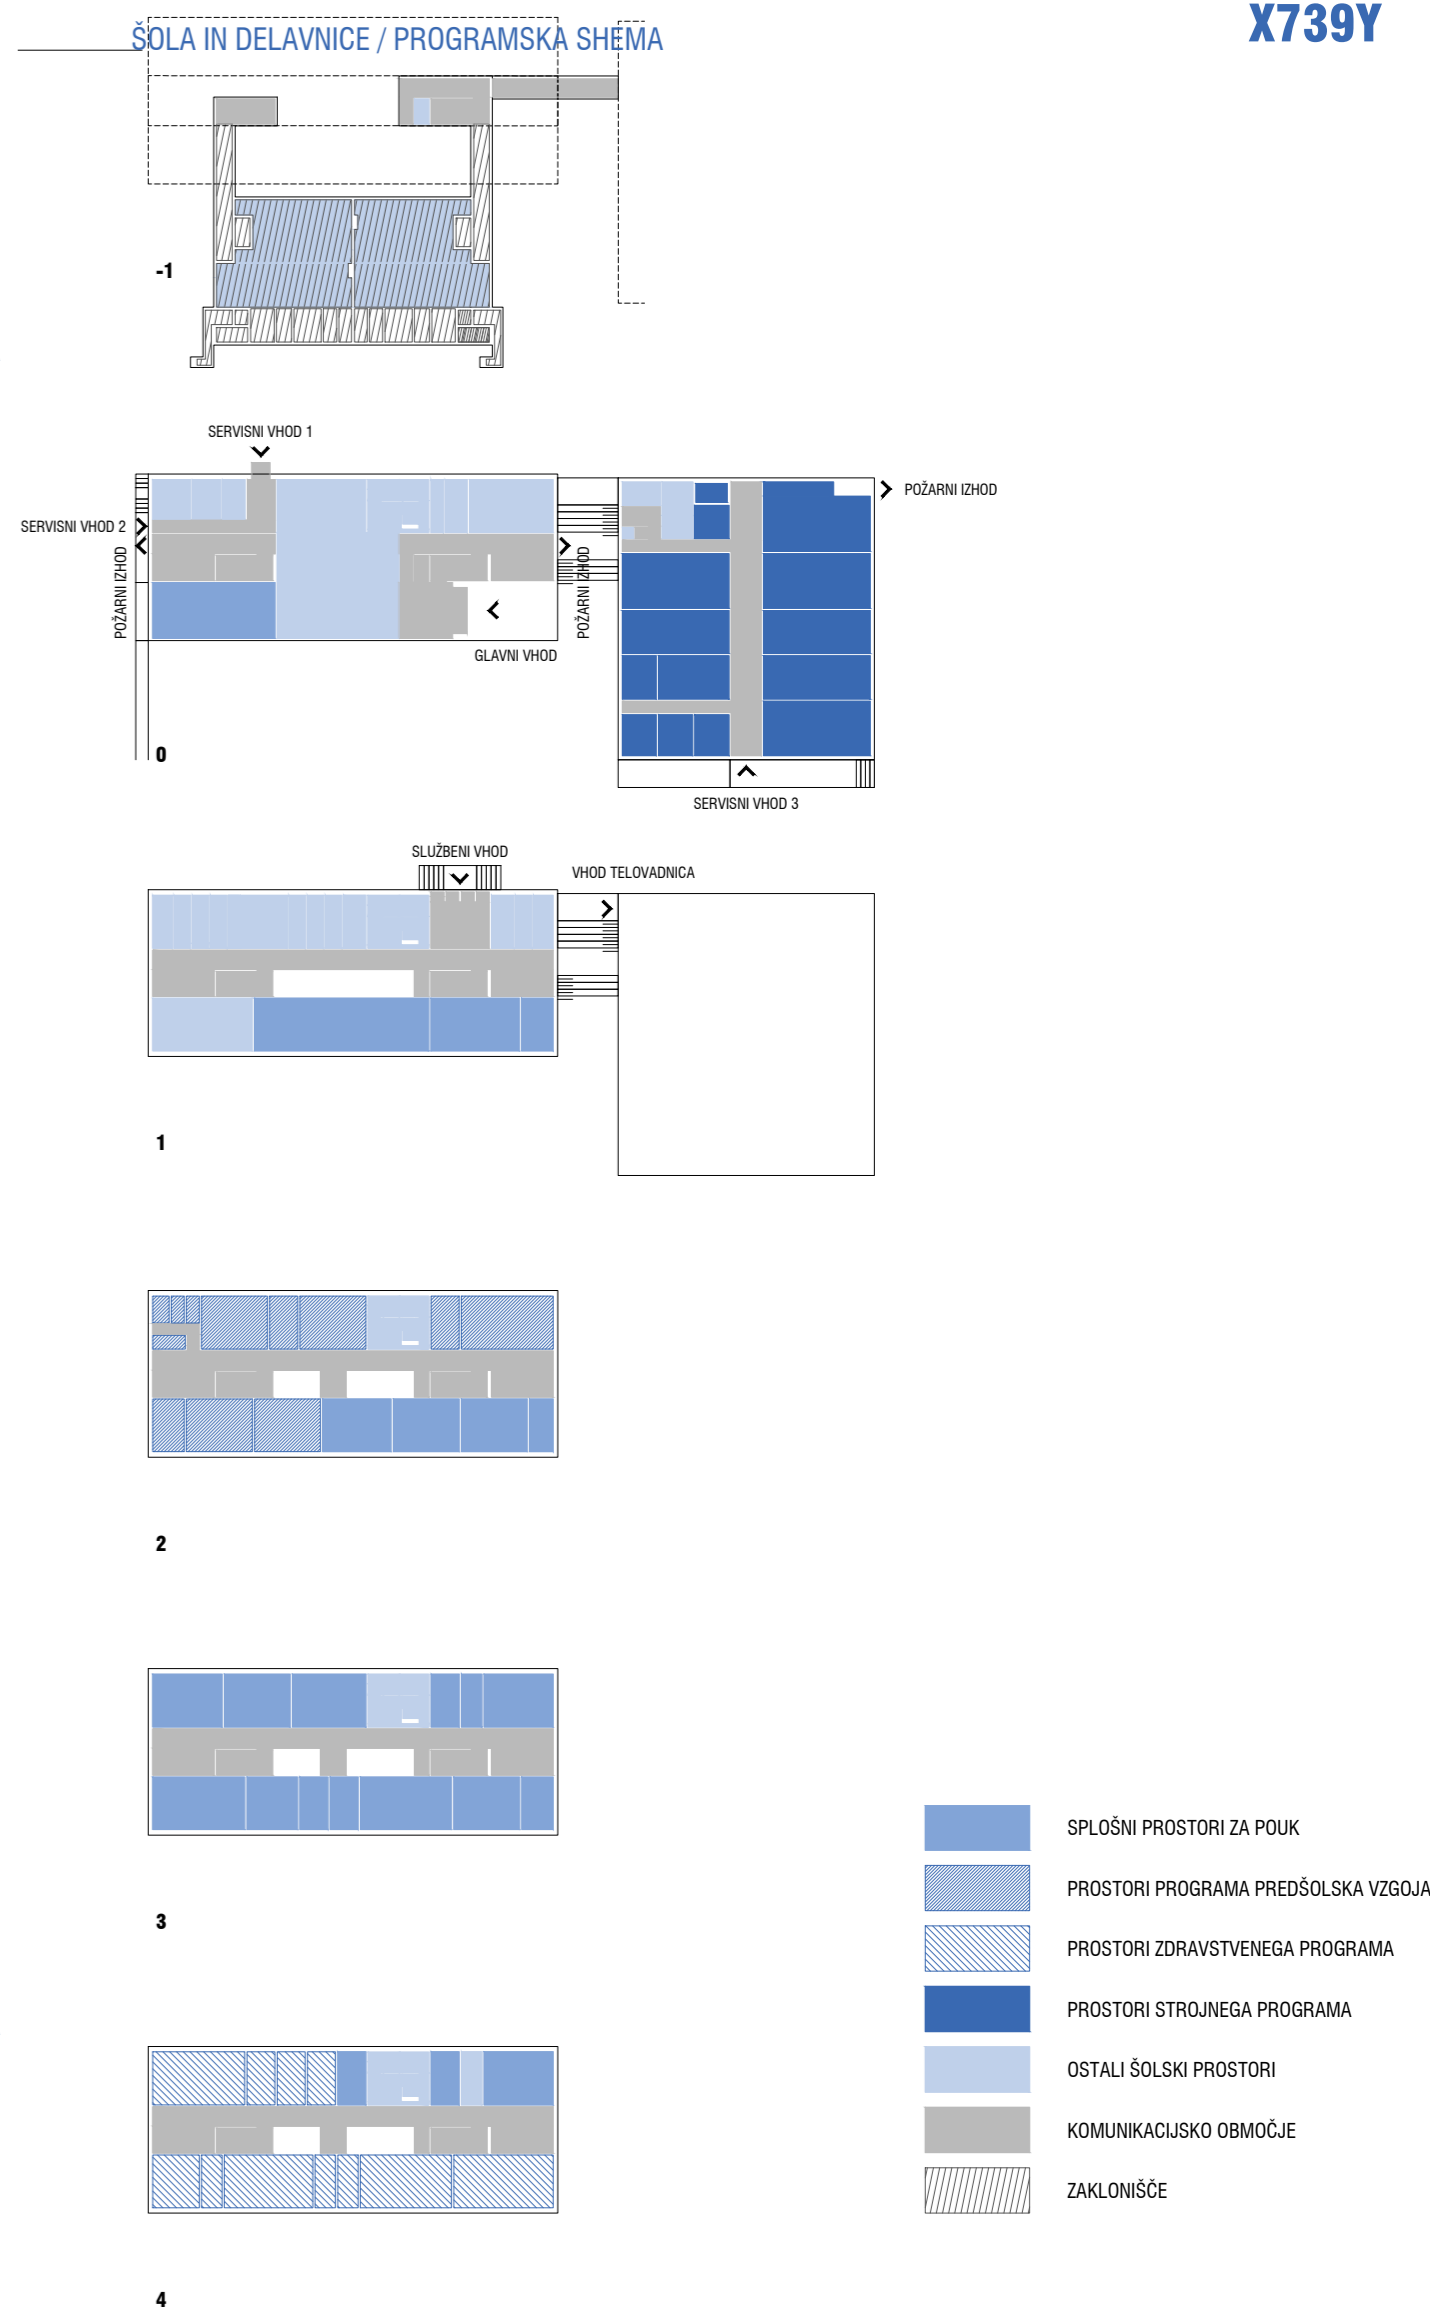 ŠOLA IN DELAVNICE / PROGRAMSKA SHEMA
X739Y
-1
SERVISNI VHOD 1
SERVISNI VHOD 2
POŽARNI IZHOD
POŽARNI IZHOD
POŽARNI IZHOD
GLAVNI VHOD
0
SERVISNI VHOD 3
SLUŽBENI VHOD
VHOD TELOVADNICA
1
2
3
SPLOŠNI PROSTORI ZA POUK
PROSTORI PROGRAMA PREDŠOLSKA VZGOJA
PROSTORI ZDRAVSTVENEGA PROGRAMA
PROSTORI STROJNEGA PROGRAMA
OSTALI ŠOLSKI PROSTORI
KOMUNIKACIJSKO OBMOČJE
ZAKLONIŠČE
4